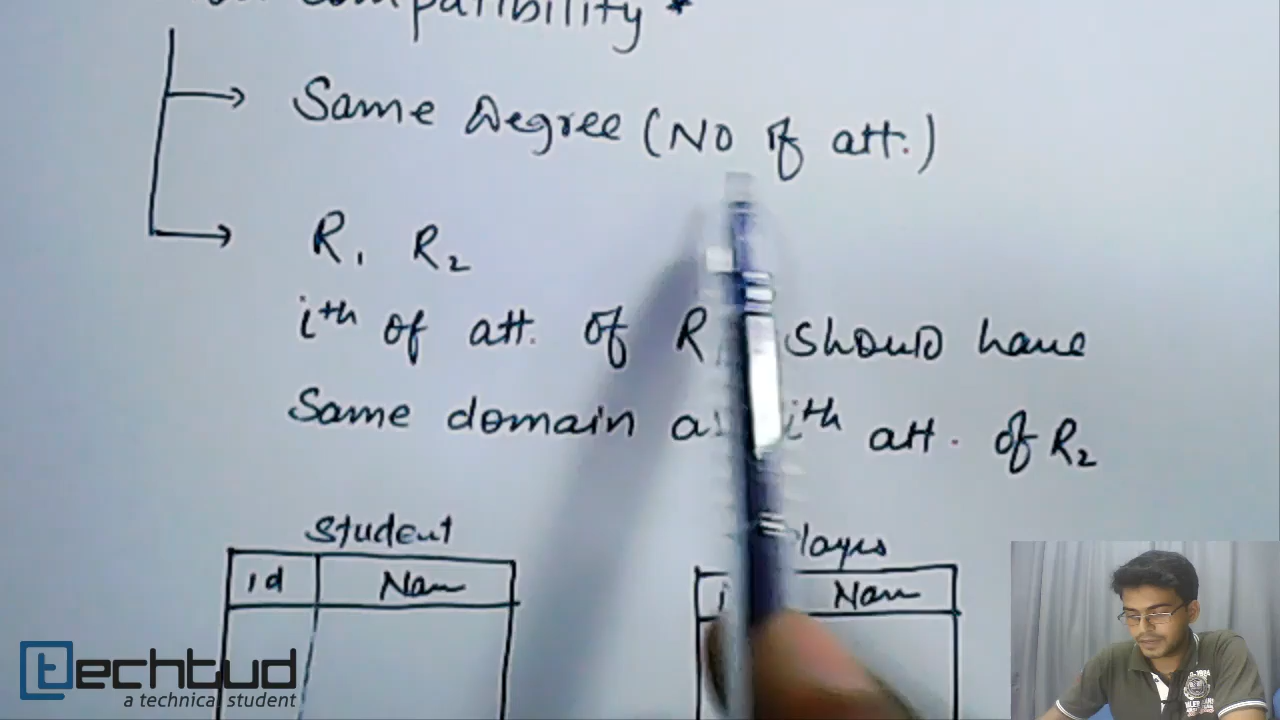 compatibility *
Same Degree (No of att.)
R1 R2
ith of att. of R should have
Same domain as ith att. of R2
Student
id Nam
Nam
techtud
a technical student